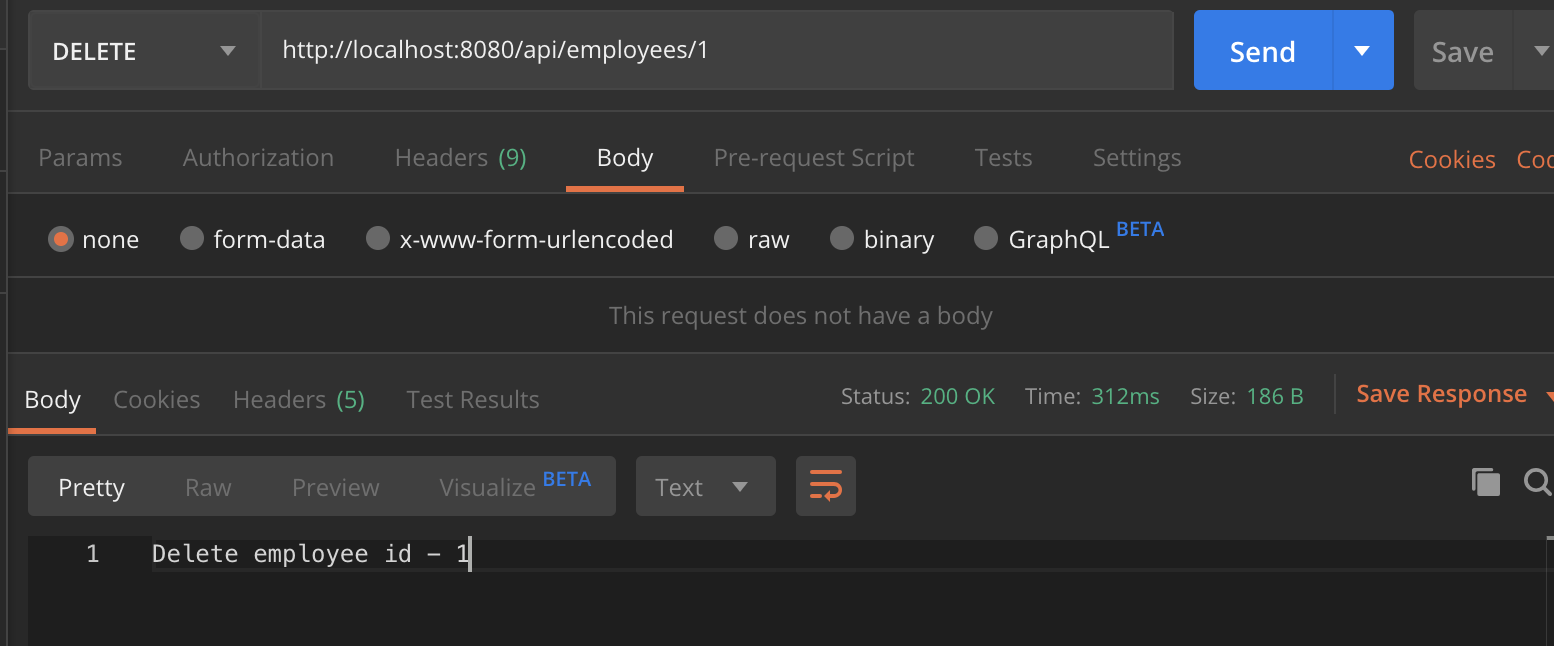 DELETE http://localhost:8080/api/employees/1 Send Save
Params Authorization Headers (9) Body Pre-request Script Tests Settings Cookies
none form-data x-www-form-urlencoded raw binary GraphQL BETA
This request does not have a body
Body Cookies Headers (5) Test Results Status: 200 OK Time: 312ms Size: 186 B Save Response
Pretty Raw Preview Visualize BETA Text
1 Delete employee id - 1